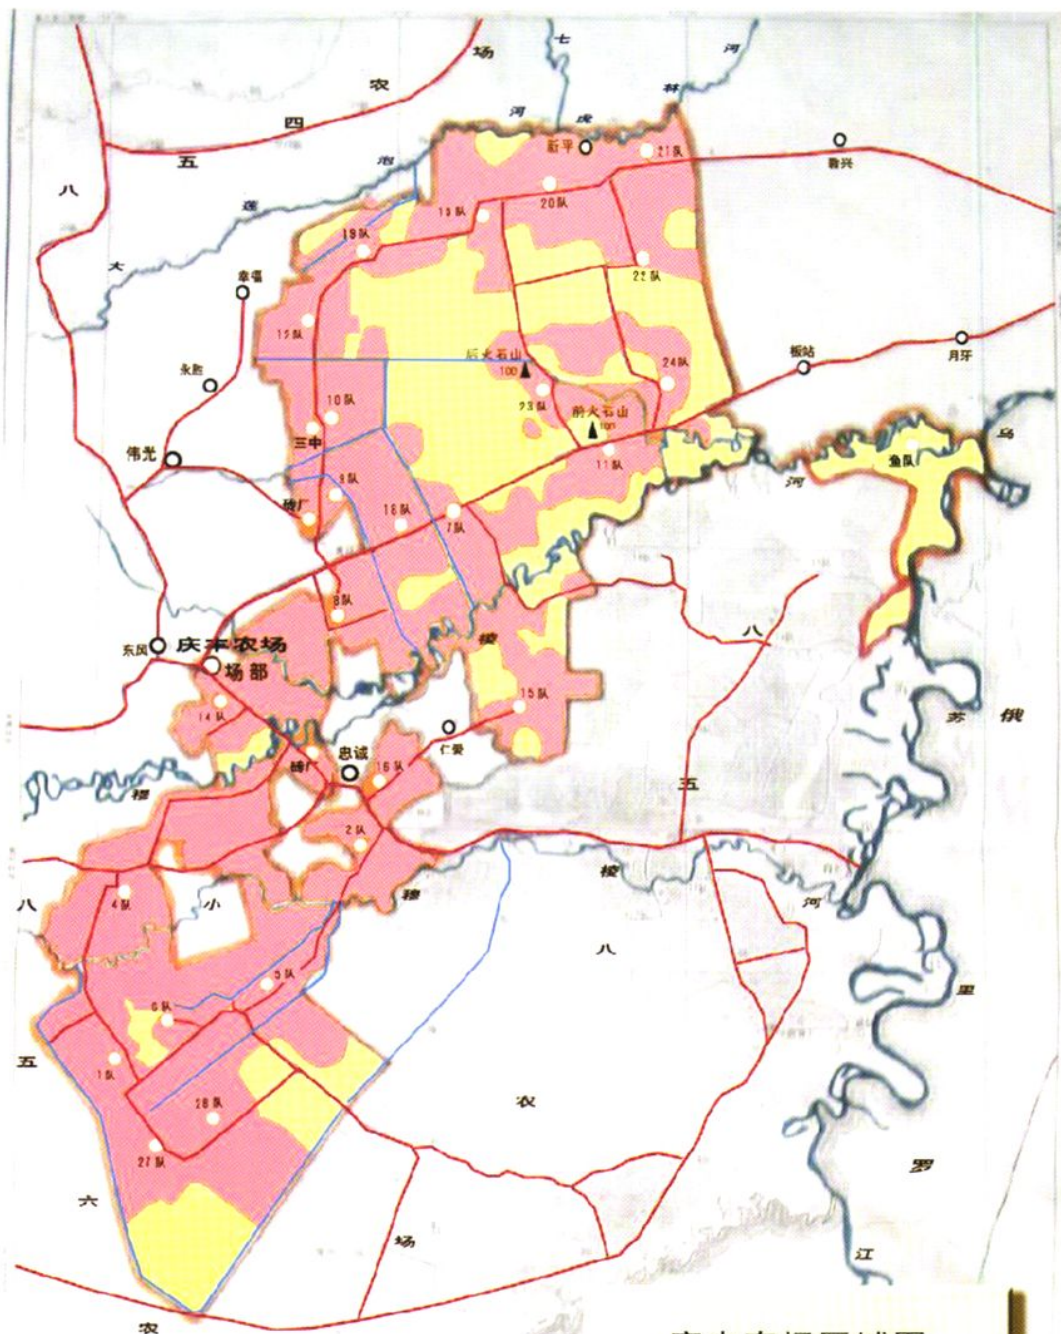 七
河
场
农
林
四
河
虎
五
新平
21队
泡
兴
八
莲
20队
19队
大
22队
幸福
12队
后火石山
100
板站
月牙
永胜
24队
23队
10队
前火石山
100
三中
乌
伟光
11队
渔队
9队
河
砖厂
18队
7队
8队
八
东风
庆丰农场
穆
场部
15队
14队
苏
俄
仁爱
忠诚
砖厂
16队
五
穆
2队
4队
穆
棱
八
小
河
八
5队
里
6队
五
1队
农
28队
27队
罗
六
场
江
农